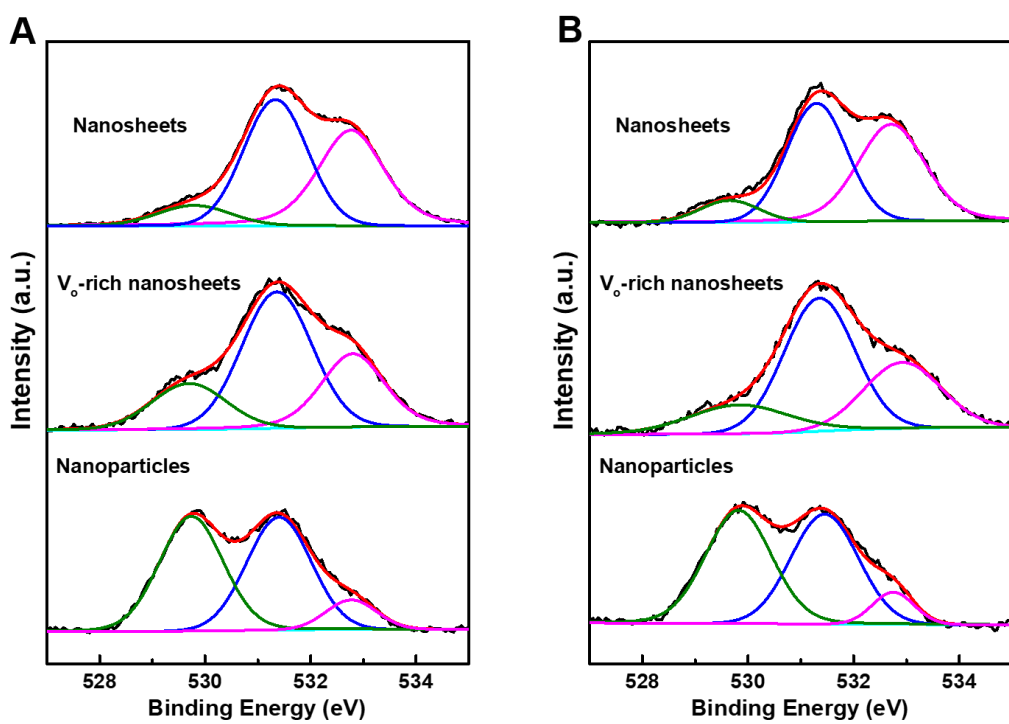 A
B
Nanosheets
Nanosheets
Vo-rich nanosheets
Vo-rich nanosheets
Nanoparticles
Nanoparticles
Intensity (a.u.)
Intensity (a.u.)
528 530 532 534
528 530 532 534
Binding Energy (eV)
Binding Energy (eV)